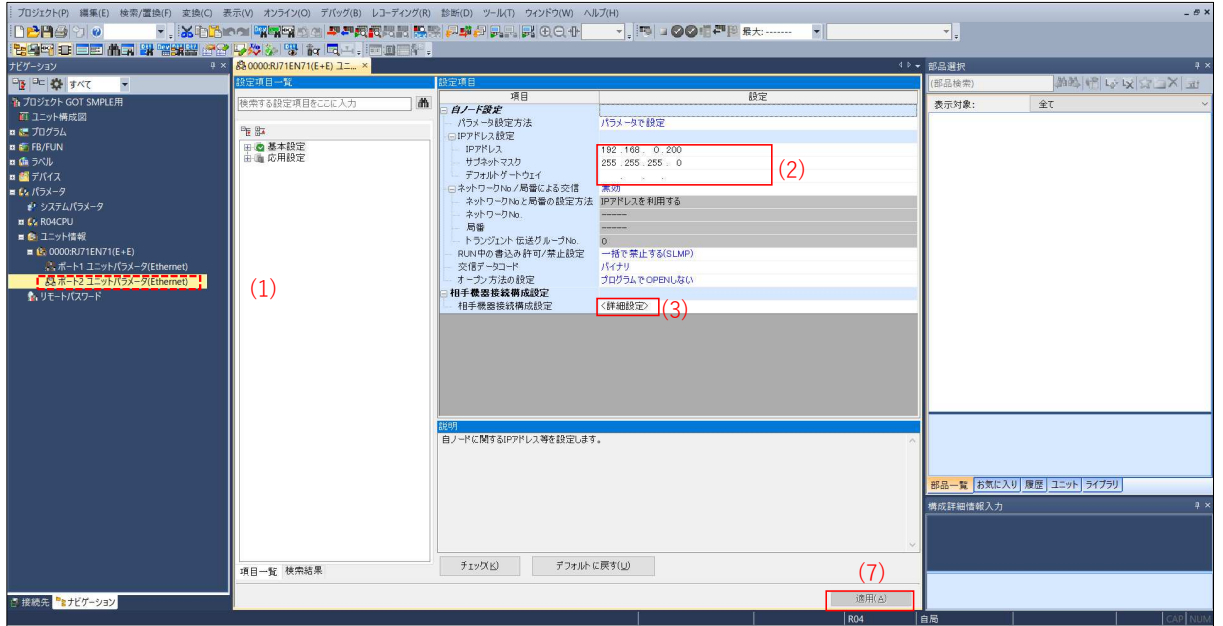 プロジェクト(P) 編集(E) 検索/置換(F) 変換(C) 表示(V) オンライン(O) デバッグ(B) レコーディング(R) 診断(D) ツール(T) ウィンドウ(W) ヘルプ(H)
最大: -------
ナビゲーション
0000:RJ71EN71(E+E) ユニ...
部品選択
すべて
設定項目一覧
設定項目
(部品検索)
プロジェクト GOT SMPLE用
ユニット構成図
プログラム
FB/FUN
ラベル
デバイス
パラメータ
システムパラメータ
R04CPU
ユニット情報
0000:RJ71EN71(E+E)
ポート1 ユニットパラメータ(Ethernet)
ポート2 ユニットパラメータ(Ethernet)
リモートパスワード
検索する設定項目をここに入力
基本設定
応用設定
(1)
項目 設定
自ノード設定
パラメータ設定方法 パラメータで設定
IPアドレス設定
IPアドレス 192 .168 . 0 .200
サブネットマスク 255 .255 .255 . 0
デフォルトゲートウェイ . . .
(2)
ネットワークNo./局番による交信 無効
ネットワークNoと局番の設定方法 IPアドレスを利用する
ネットワークNo. -----
局番 -----
トランジェント伝送グループNo. 0
RUN中の書込み許可/禁止設定 一括で禁止する(SLMP)
交信データコード バイナリ
オープン方法の設定 プログラムでOPENしない
相手機器接続構成設定
相手機器接続構成設定 <詳細設定>
(3)
表示対象: 全て
説明
自ノードに関するIPアドレス等を設定します。
部品一覧 お気に入り 履歴 ユニット ライブラリ
構成詳細情報入力
項目一覧 検索結果
チェック(K) デフォルトに戻す(U)
(7)
適用(A)
接続先 ナビゲーション
R04 自局 CAP NUM